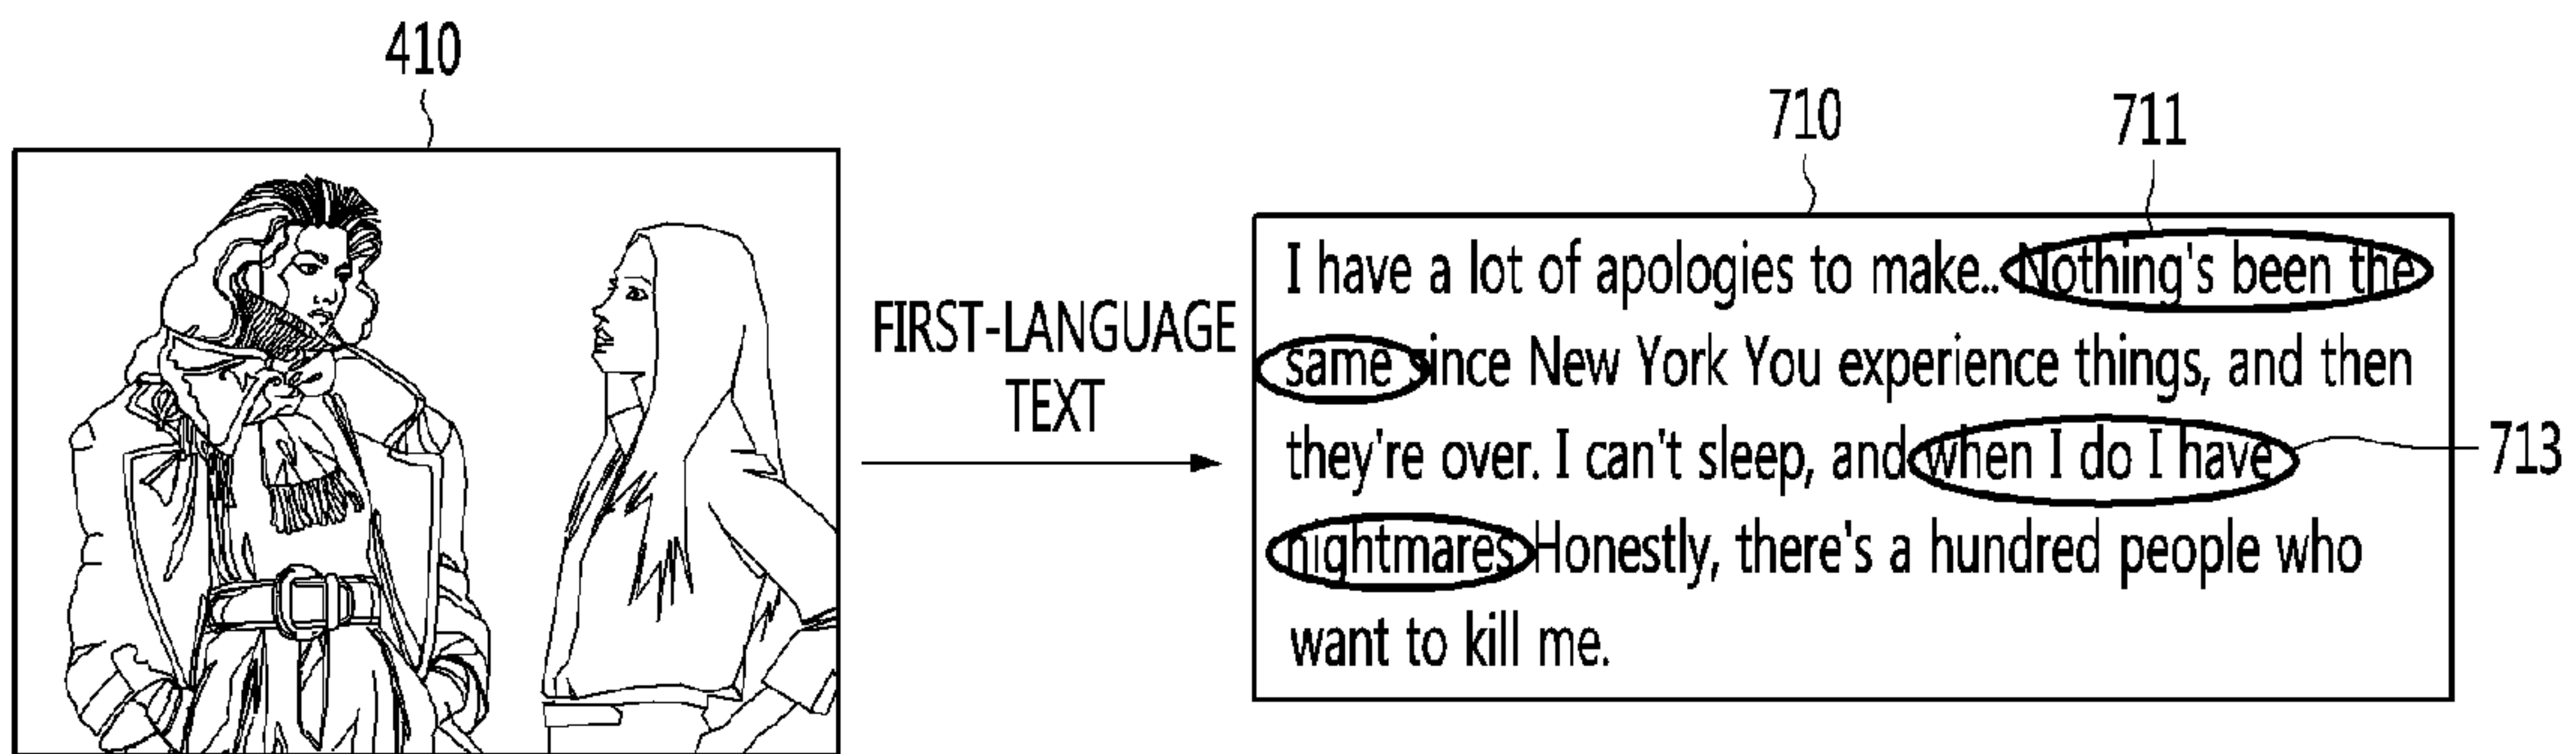 410
710
711
FIRST-LANGUAGE
TEXT
I have a lot of apologies to make.. Nothing's been the
same since New York You experience things, and then
they're over. I can't sleep, and when I do I have
nightmares Honestly, there's a hundred people who
want to kill me.
713